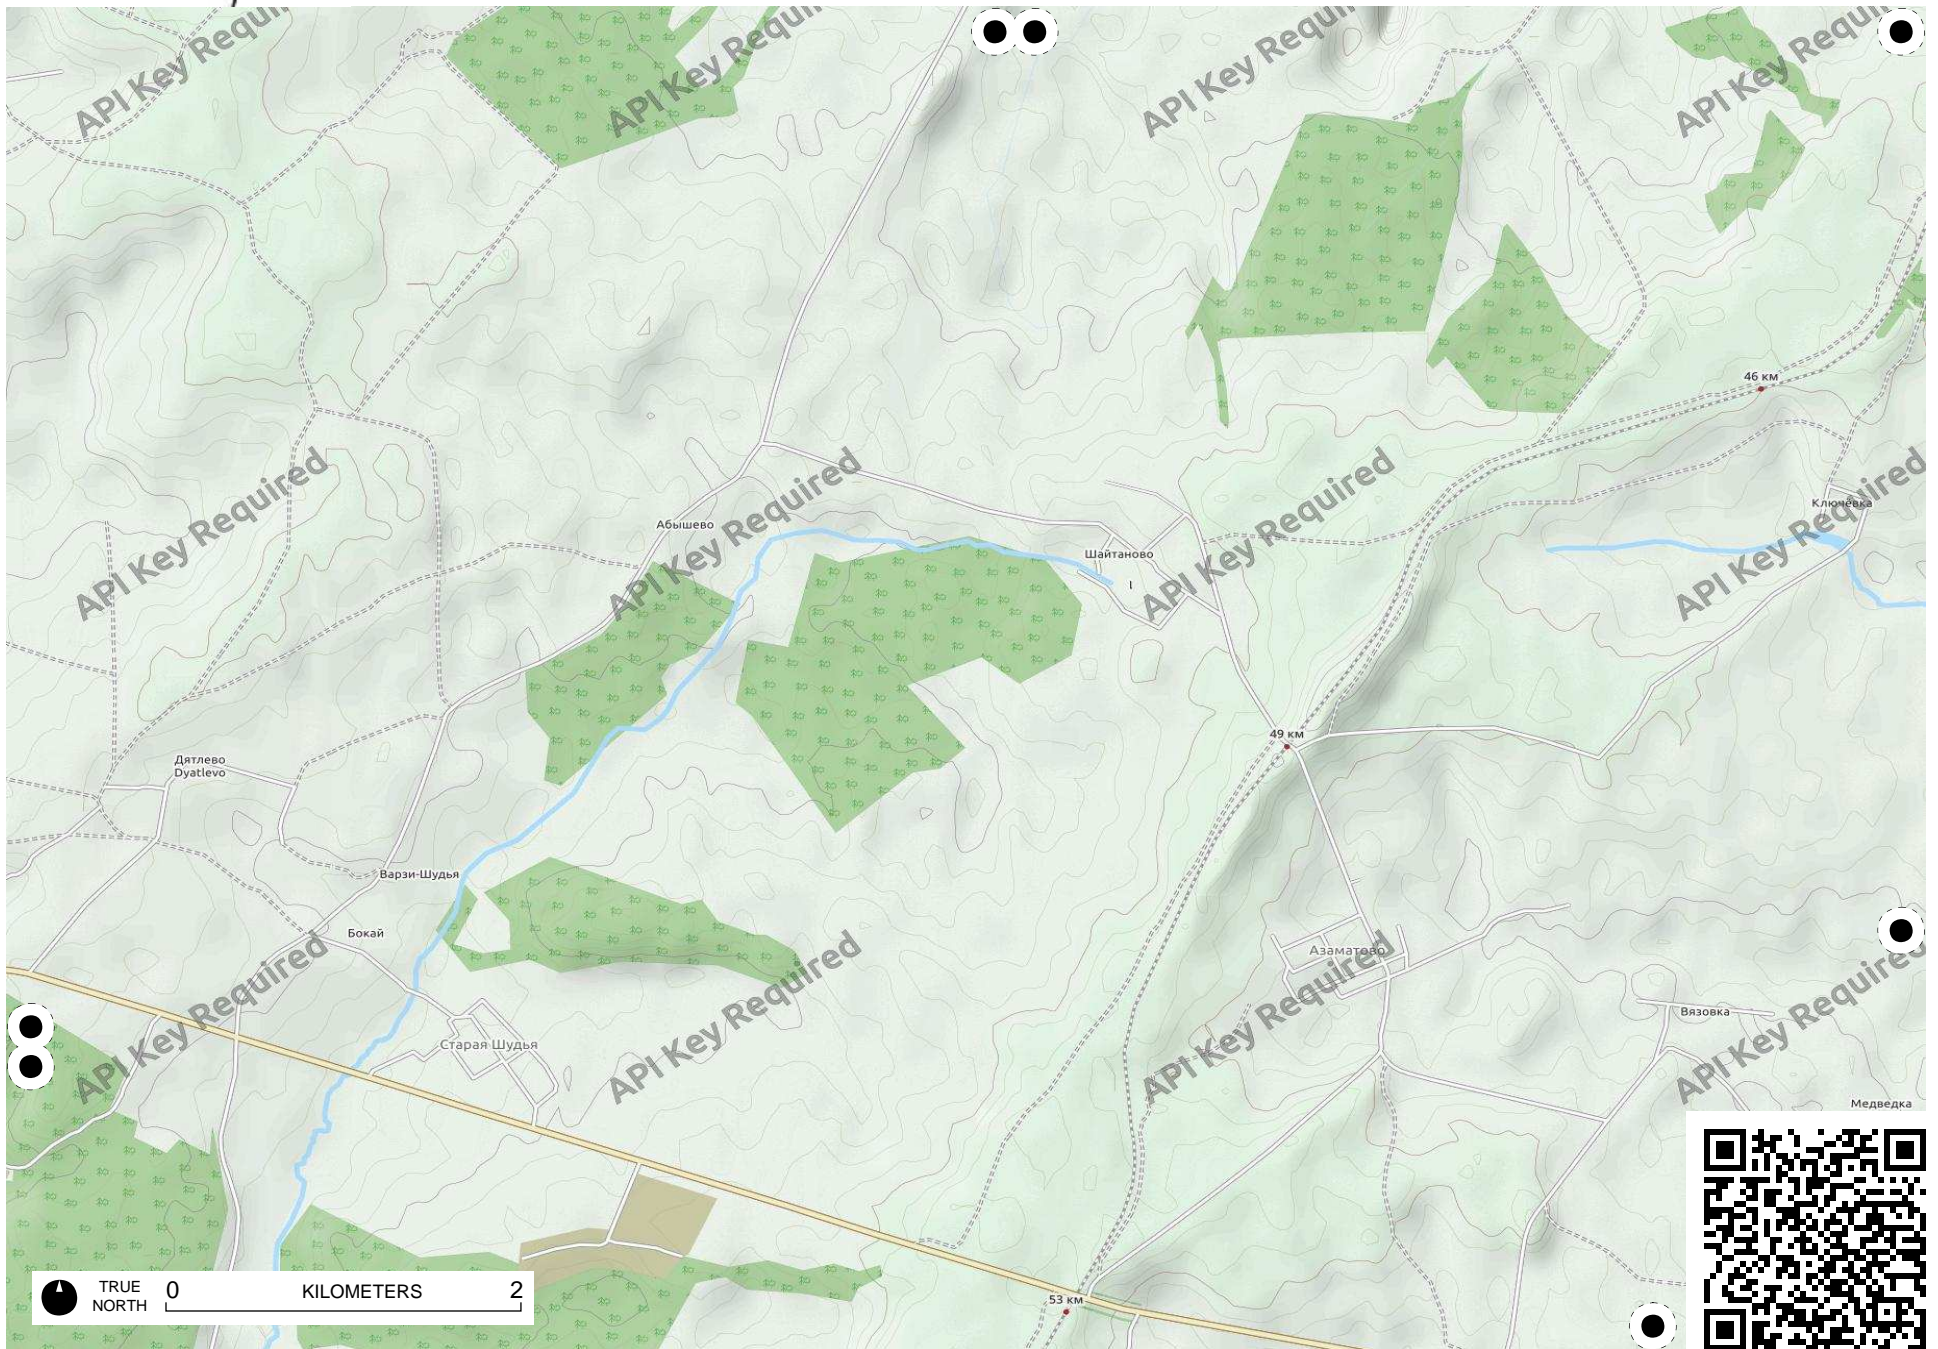 API Key Required
API Key Required
API Key Required
API Key Required
46 км
API Key Required
API Key Required
API Key Required
API Key Required
Ключёвка
Абышево
Шайтаново
49 км
Дятлево
Dyatlevo
Варзи-Шудья
Бокай
Азаматово
API Key Required
API Key Required
API Key Required
API Key Required
Вязовка
Старая Шудья
Медведка
TRUE
NORTH
0 KILOMETERS 2
53 км